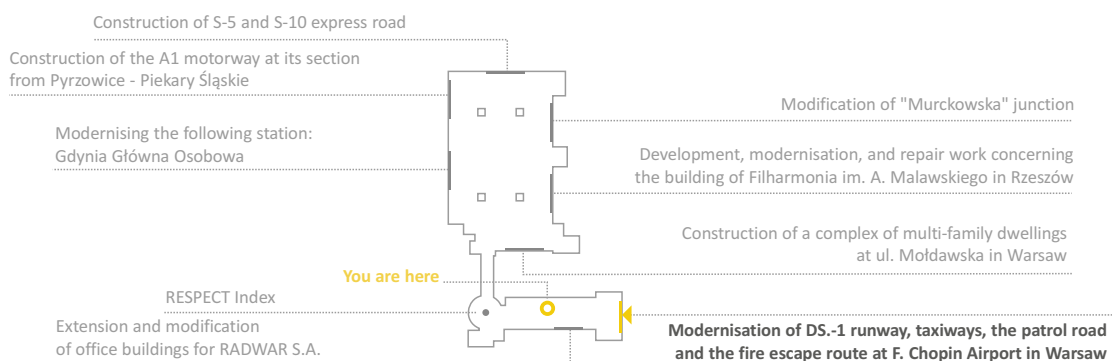 Construction of S-5 and S-10 express road
Construction of the A1 motorway at its section
from Pyrzowice - Piekary Śląskie
Modification of "Murckowska" junction
Modernising the following station:
Gdynia Główna Osobowa
Development, modernisation, and repair work concerning
the building of Filharmonia im. A. Malawskiego in Rzeszów
Construction of a complex of multi-family dwellings
at ul. Mołdawska in Warsaw
You are here
RESPECT Index
Extension and modification
of office buildings for RADWAR S.A.
Modernisation of DS.-1 runway, taxiways, the patrol road
and the fire escape route at F. Chopin Airport in Warsaw